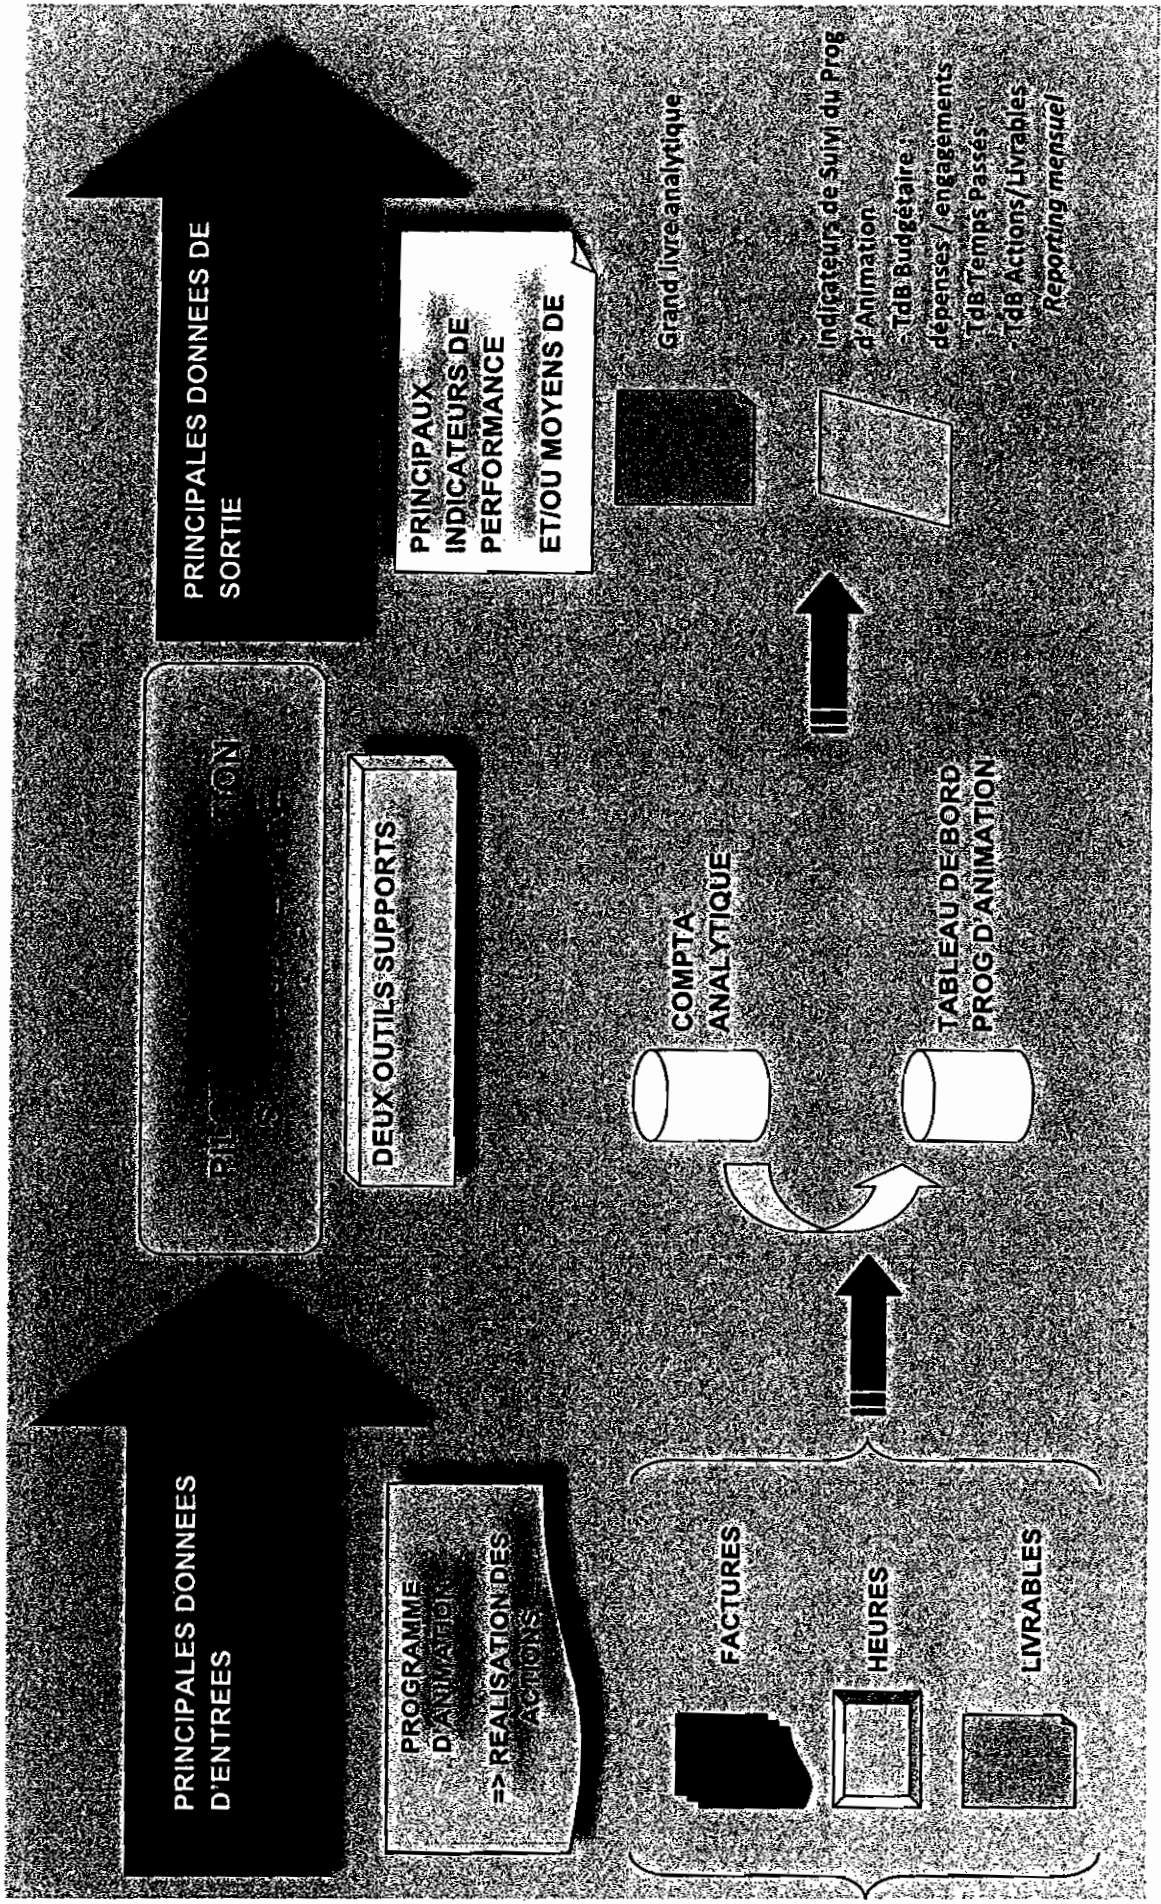 PRINCIPALES DONNEES
D'ENTREES
PROGRAMME
D'ANIMATION
=> REALISATION DES
ACTIONS
FACTURES
HEURES
LIVRABLES
DEUX OUTILS SUPPORTS
COMPTA
ANALYTIQUE
TABLEAU DE BORD
PROG D'ANIMATION
PRINCIPALES DONNEES DE
SORTIE
PRINCIPAUX
INDICATEURS DE
PERFORMANCE
ET/OU MOYENS DE
Grand livre analytique
Indicateurs de Suivi du Prog
d'Animation
- TdB Budgétaire :
dépenses / engagements
- TdB Temps Passés
- TdB Actions/Livrables
Reporting mensuel